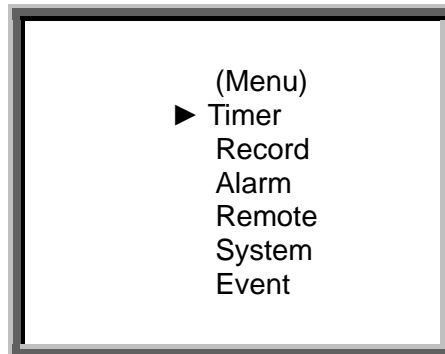 (Menu)
► Timer
Record
Alarm
Remote
System
Event